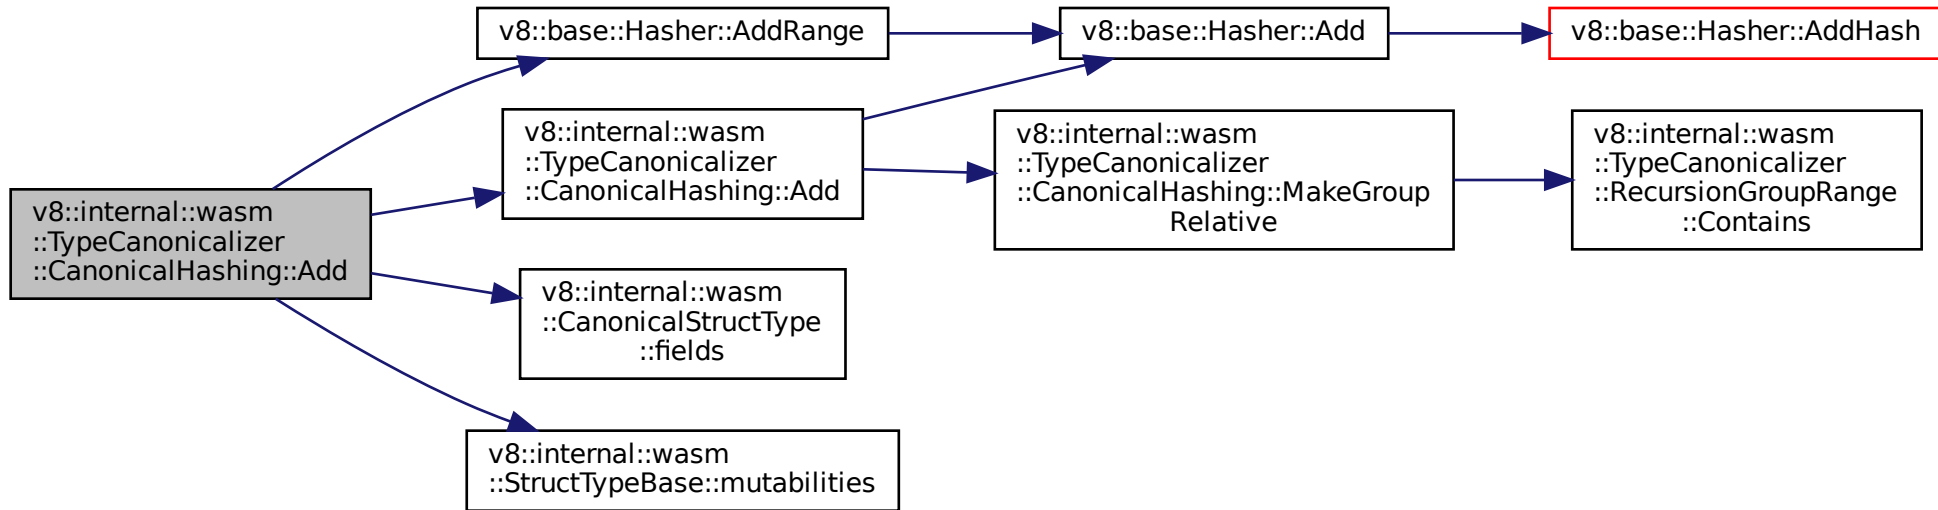 v8::internal::wasm
::TypeCanonicalizer
::CanonicalHashing::Add
v8::base::Hasher::AddRange
v8::internal::wasm
::TypeCanonicalizer
::CanonicalHashing::Add
v8::internal::wasm
::CanonicalStructType
::fields
v8::internal::wasm
::StructTypeBase::mutabilities
v8::base::Hasher::Add
v8::internal::wasm
::TypeCanonicalizer
::CanonicalHashing::MakeGroup
Relative
v8::base::Hasher::AddHash
v8::internal::wasm
::TypeCanonicalizer
::RecursionGroupRange
::Contains